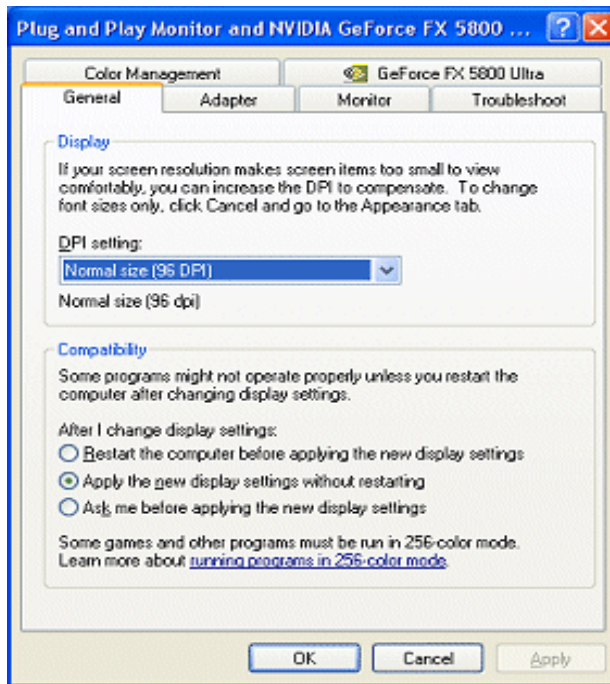 Plug and Play Monitor and NVIDIA GeForce FX 5800 ...
Color Management
GeForce FX 5800 Ultra
General
Adapter
Monitor
Troubleshoot
Display
If your screen resolution makes screen items too small to view
comfortably, you can increase the DPI to compensate. To change
font sizes only, click Cancel and go to the Appearance tab.
DPI setting:
Normal size (96 DPI)
Normal size (96 dpi)
Compatibility
Some programs might not operate properly unless you restart the
computer after changing display settings.
After I change display settings:
Restart the computer before applying the new display settings
Apply the new display settings without restarting
Ask me before applying the new display settings
Some games and other programs must be run in 256-color mode.
Learn more about running programs in 256-color mode.
OK
Cancel
Apply